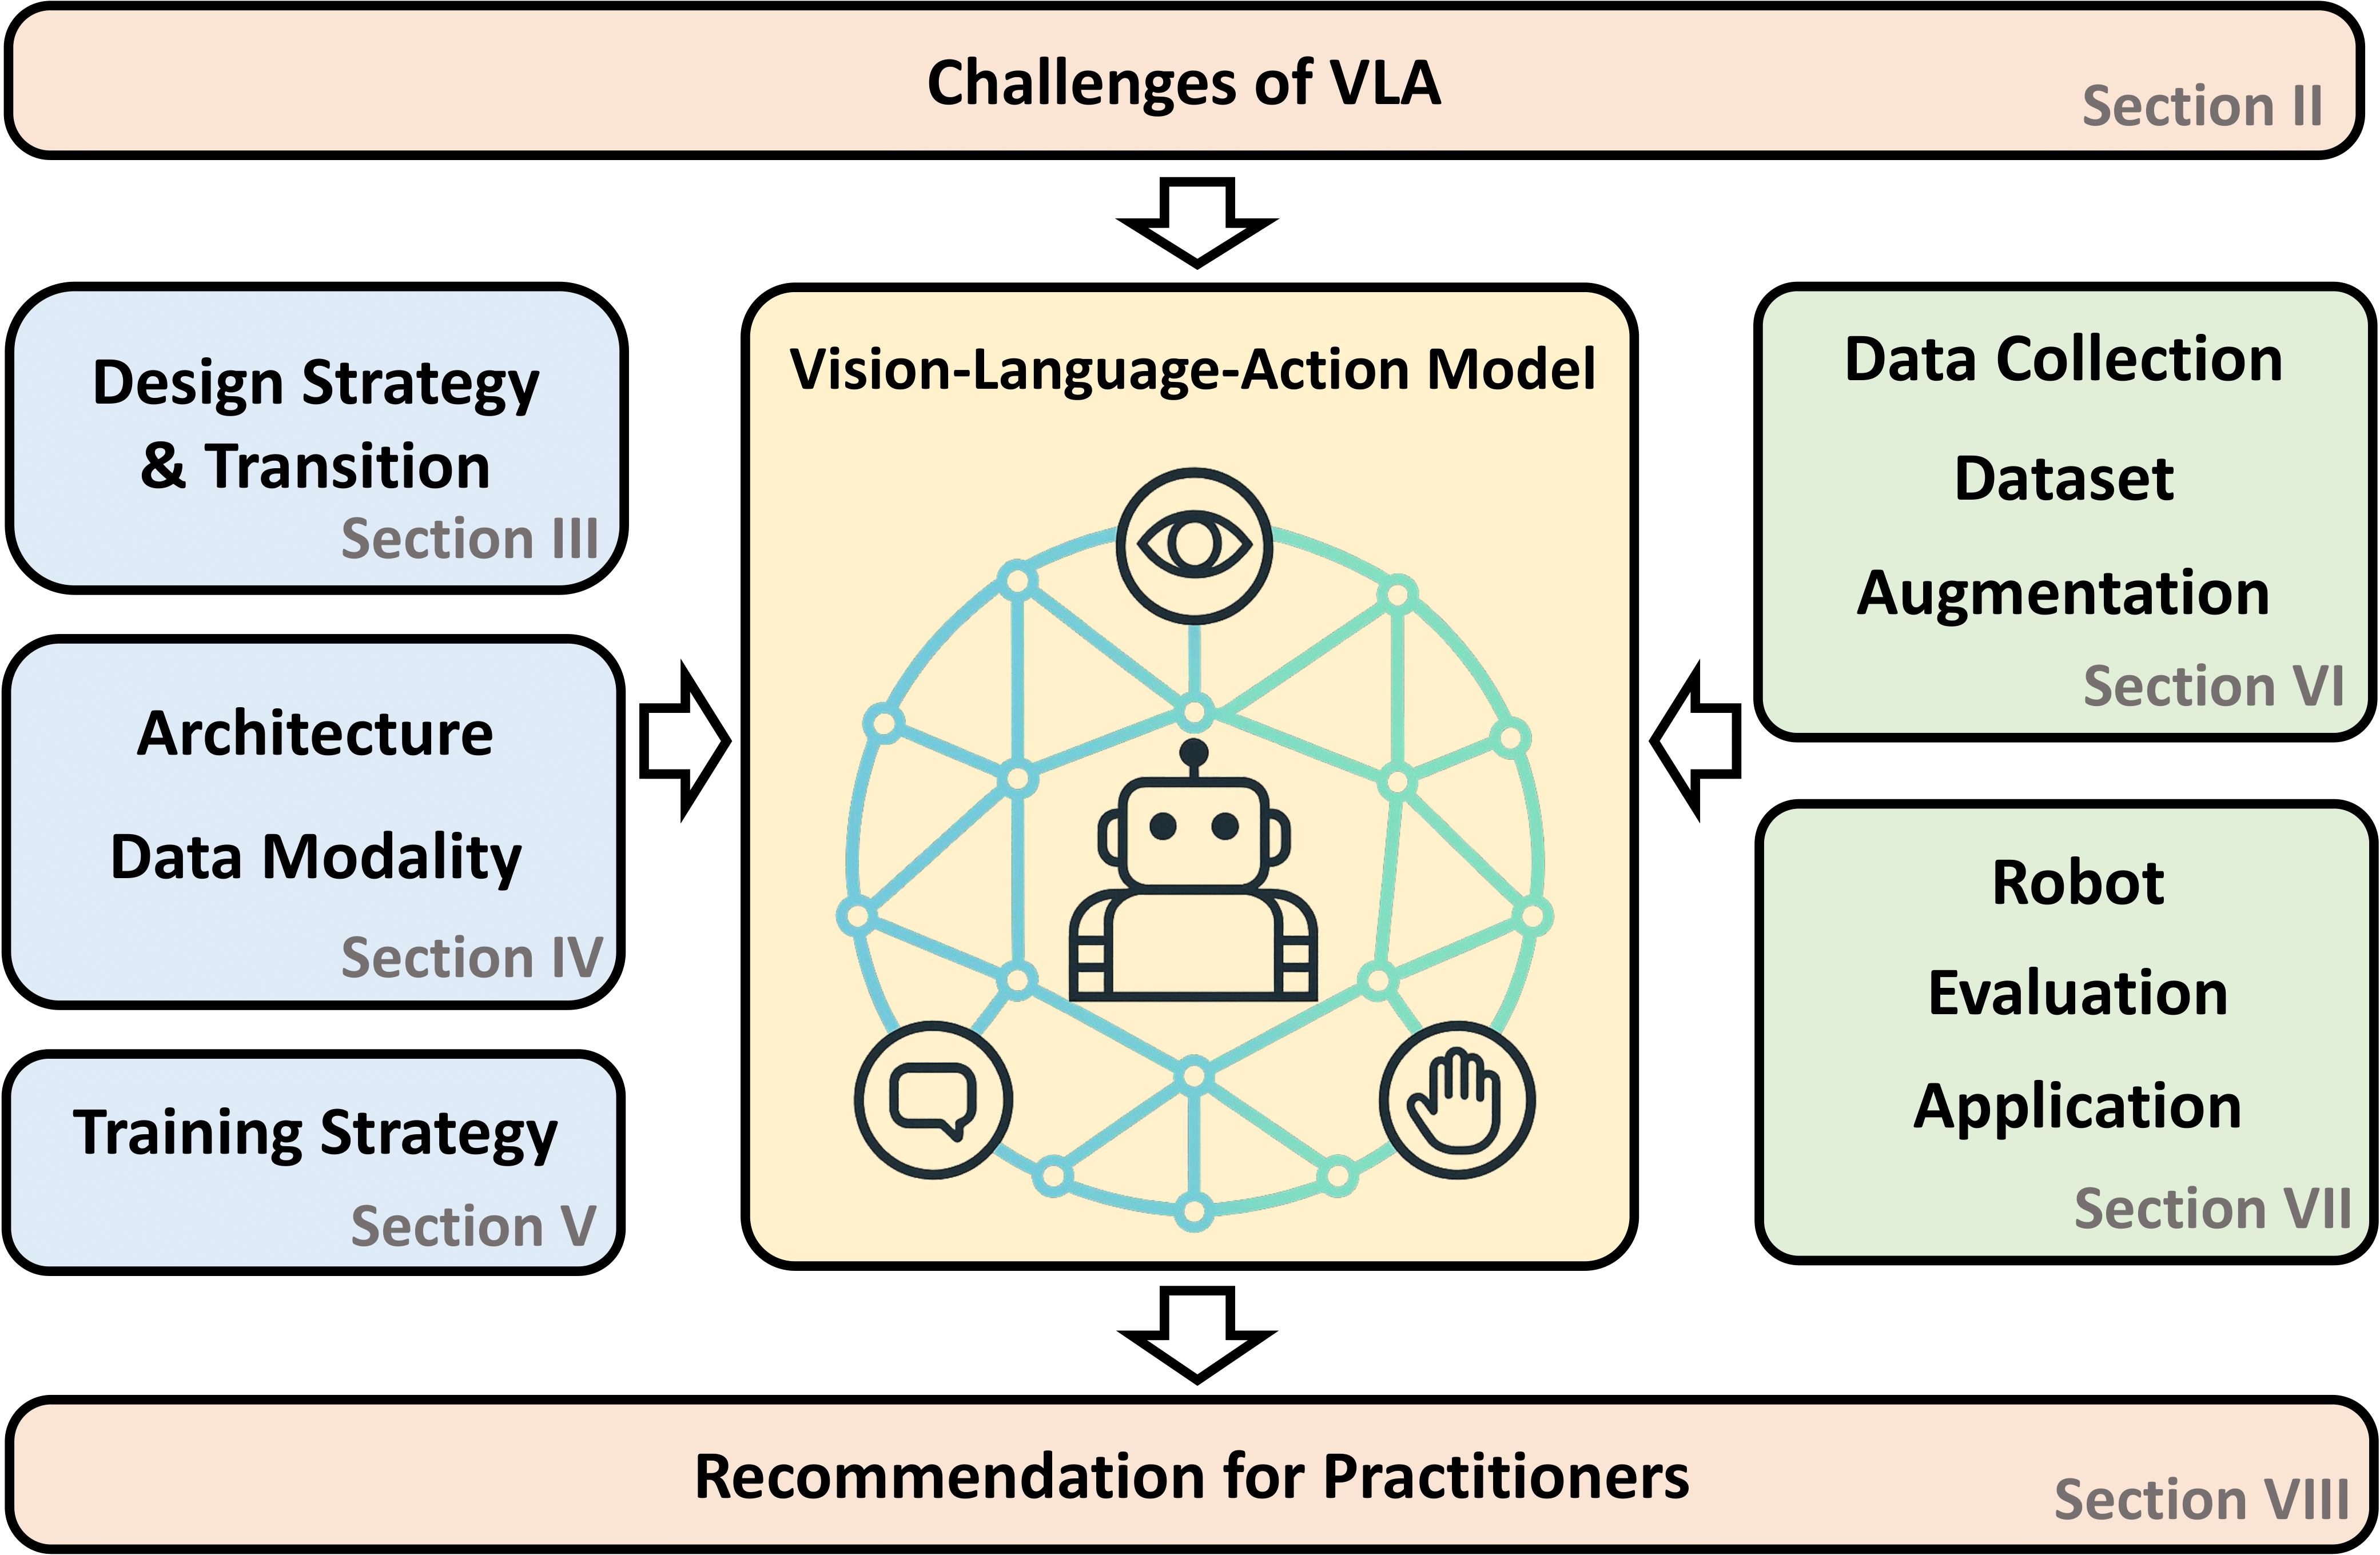 Challenges of VLA
Section II
Design Strategy
& Transition
Section III
Architecture
Data Modality
Section IV
Training Strategy
Section V
Vision-Language-Action Model
Data Collection
Dataset
Augmentation
Section VI
Robot
Evaluation
Application
Section VII
Recommendation for Practitioners
Section VIII